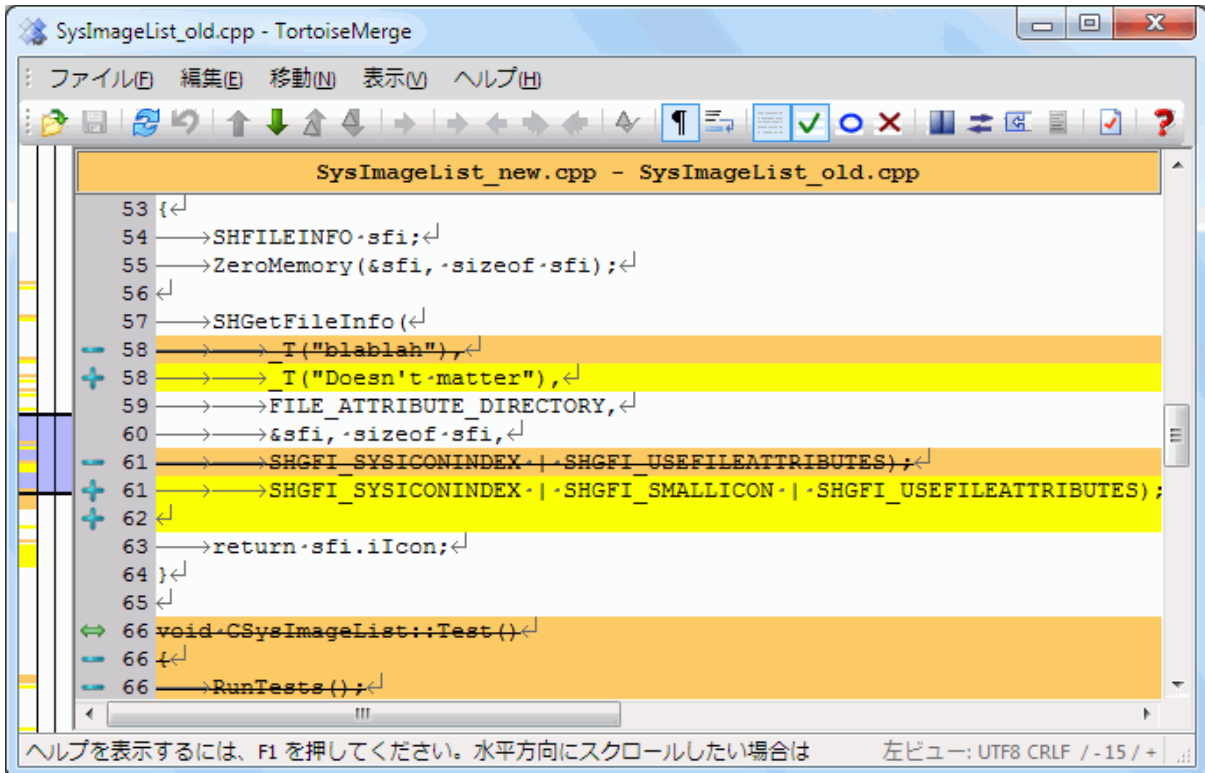 SysImageList_old.cpp - TortoiseMerge
ファイル(F) 編集(E) 移動(N) 表示(V) ヘルプ(H)
SysImageList_new.cpp - SysImageList_old.cpp
53 {
54 SHFILEINFO·sfi;
55 ZeroMemory(&sfi,·sizeof·sfi);
56
57 SHGetFileInfo(
58 _T("blablah"),
58 _T("Doesn't·matter"),
59 FILE_ATTRIBUTE_DIRECTORY,
60 &sfi,·sizeof·sfi,
61 SHGFI_SYSICONINDEX·|·SHGFI_USEFILEATTRIBUTES);
61 SHGFI_SYSICONINDEX·|·SHGFI_SMALLICON·|·SHGFI_USEFILEATTRIBUTES);
62
63 return·sfi.iIcon;
64 }
65
66 void·CSysImageList::Test()
66 {
66 RunTests();
ヘルプを表示するには、F1 を押してください。水平方向にスクロールしたい場合は 左ビュー: UTF8 CRLF / - 15 / +